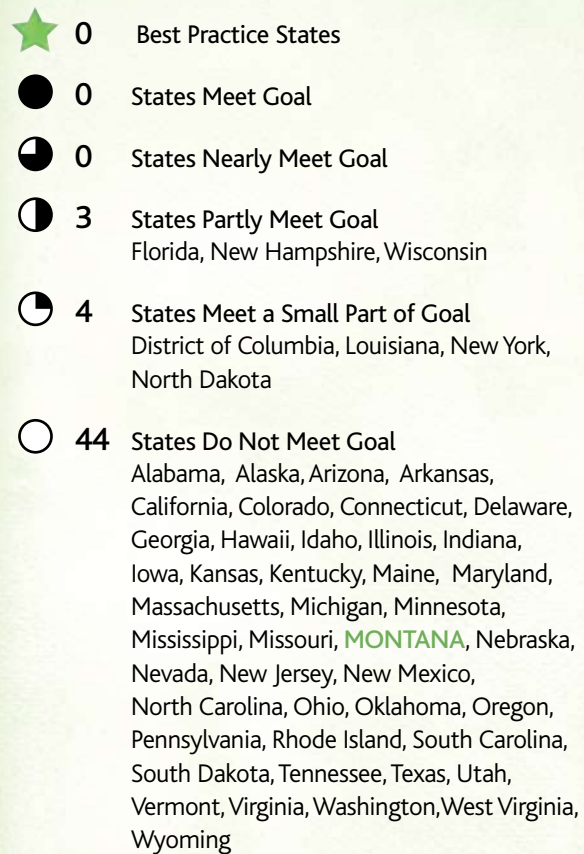 0 Best Practice States
0 States Meet Goal
0 States Nearly Meet Goal
3 States Partly Meet Goal
Florida, New Hampshire, Wisconsin
4 States Meet a Small Part of Goal
District of Columbia, Louisiana, New York,
North Dakota
44 States Do Not Meet Goal
Alabama, Alaska, Arizona, Arkansas,
California, Colorado, Connecticut, Delaware,
Georgia, Hawaii, Idaho, Illinois, Indiana,
Iowa, Kansas, Kentucky, Maine, Maryland,
Massachusetts, Michigan, Minnesota,
Mississippi, Missouri, MONTANA, Nebraska,
Nevada, New Jersey, New Mexico,
North Carolina, Ohio, Oklahoma, Oregon,
Pennsylvania, Rhode Island, South Carolina,
South Dakota, Tennessee, Texas, Utah,
Vermont, Virginia, Washington,West Virginia,
Wyoming